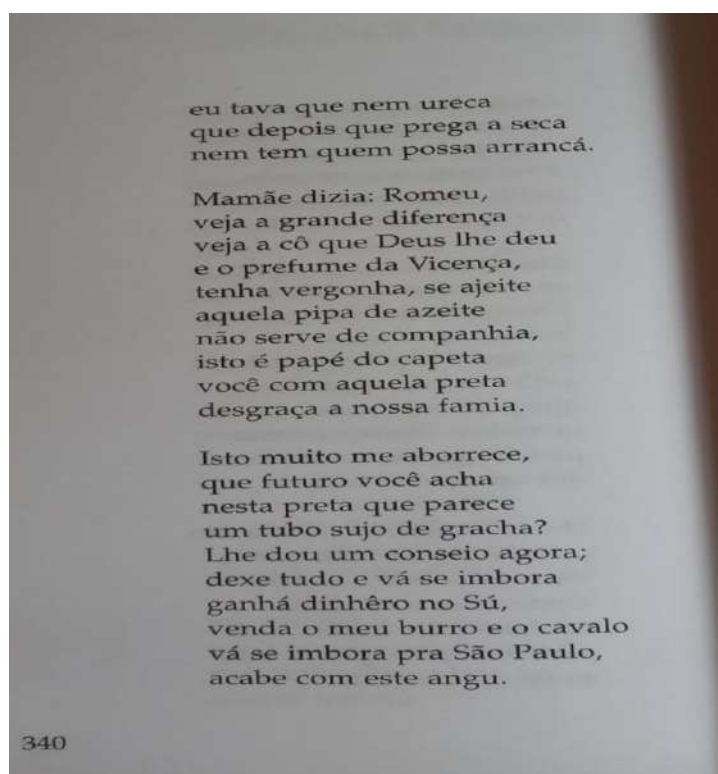 eu tava que nem ureca
que depois que prega a seca
nem tem quem possa arrancá.
Mamãe dizia: Romeu,
veja a grande diferença
veja a cô que Deus lhe deu
e o prefume da Vicença,
tenha vergonha, se ajeite
aquela pipa de azeite
não serve de companhia,
isto é papé do capeta
você com aquela preta
desgraça a nossa famia.
Isto muito me aborrece,
que futuro você acha
nesta preta que parece
um tubo sujo de gracha?
Lhe dou um conseio agora;
dexe tudo e vá se imbora
ganhá dinhêro no Sú,
venda o meu burro e o cavalo
vá se imbora pra São Paulo,
acabe com este angu.
340